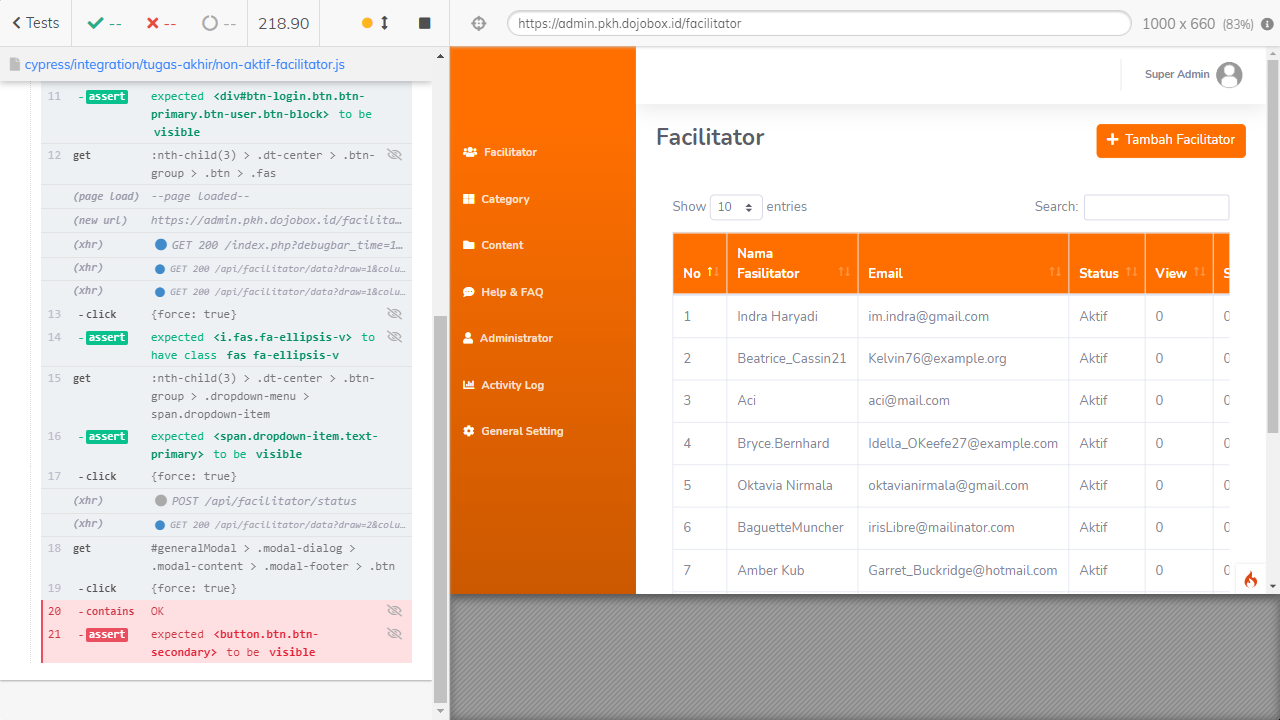 Tests
--
--
--
218.90
https://admin.pkh.dojobox.id/facilitator
1000 x 660 (83%)
cypress/integration/tugas-akhir/non-aktif-facilitator.js
11 -assert expected <div#btn-login.btn.btn-
primary.btn-user.btn-block> to be
visible
12 get :nth-child(3) > .dt-center > .btn-
group > .btn > .fas
(page load) --page loaded--
(new url) https://admin.pkh.dojobox.id/facilita…
(xhr) GET 200 /index.php?debugbar_time=1…
(xhr) GET 200 /api/facilitator/data?draw=1&colu…
(xhr) GET 200 /api/facilitator/data?draw=1&colu…
13 -click {force: true}
14 -assert expected <i.fas.fa-ellipsis-v> to
have class fas fa-ellipsis-v
15 get :nth-child(3) > .dt-center > .btn-
group > .dropdown-menu >
span.dropdown-item
16 -assert expected <span.dropdown-item.text-
primary> to be visible
17 -click {force: true}
(xhr) POST /api/facilitator/status
(xhr) GET 200 /api/facilitator/data?draw=2&colu…
18 get #generalModal > .modal-dialog >
.modal-content > .modal-footer > .btn
19 -click {force: true}
20 -contains OK
21 -assert expected <button.btn.btn-
secondary> to be visible
Facilitator
Category
Content
Help & FAQ
Administrator
Activity Log
General Setting
Super Admin
Facilitator
Tambah Facilitator
Show 10 entries
Search:
No Nama Fasilitator Email Status View S
1 Indra Haryadi im.indra@gmail.com Aktif 0
2 Beatrice_Cassin21 Kelvin76@example.org Aktif 0
3 Aci aci@mail.com Aktif 0
4 Bryce.Bernhard Idella_OKeefe27@example.com Aktif 0
5 Oktavia Nirmala oktavianirmala@gmail.com Aktif 0
6 BaguetteMuncher irisLibre@mailinator.com Aktif 0
7 Amber Kub Garret_Buckridge@hotmail.com Aktif 0